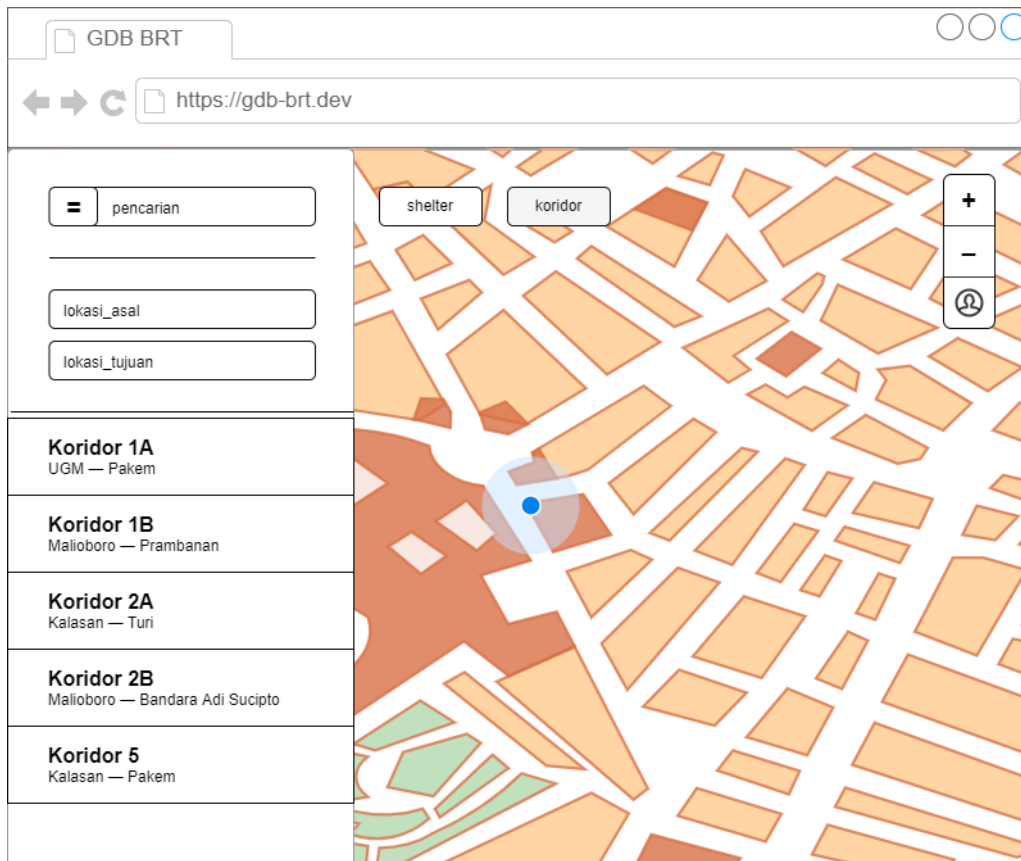 GDB BRT
https://gdb-brt.dev
pencarian
lokasi_asal
lokasi_tujuan
shelter
koridor
+
–
Koridor 1A
UGM — Pakem
Koridor 1B
Malioboro — Prambanan
Koridor 2A
Kalasan — Turi
Koridor 2B
Malioboro — Bandara Adi Sucipto
Koridor 5
Kalasan — Pakem